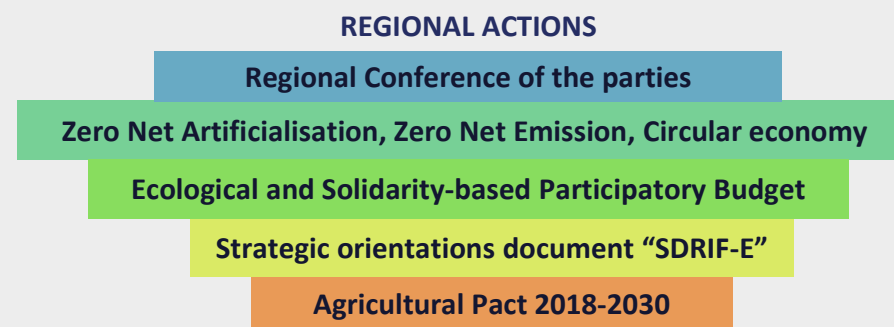 REGIONAL ACTIONS
Regional Conference of the parties
Zero Net Artificialisation, Zero Net Emission, Circular economy
Ecological and Solidarity-based Participatory Budget
Strategic orientations document “SDRIF-E”
Agricultural Pact 2018-2030